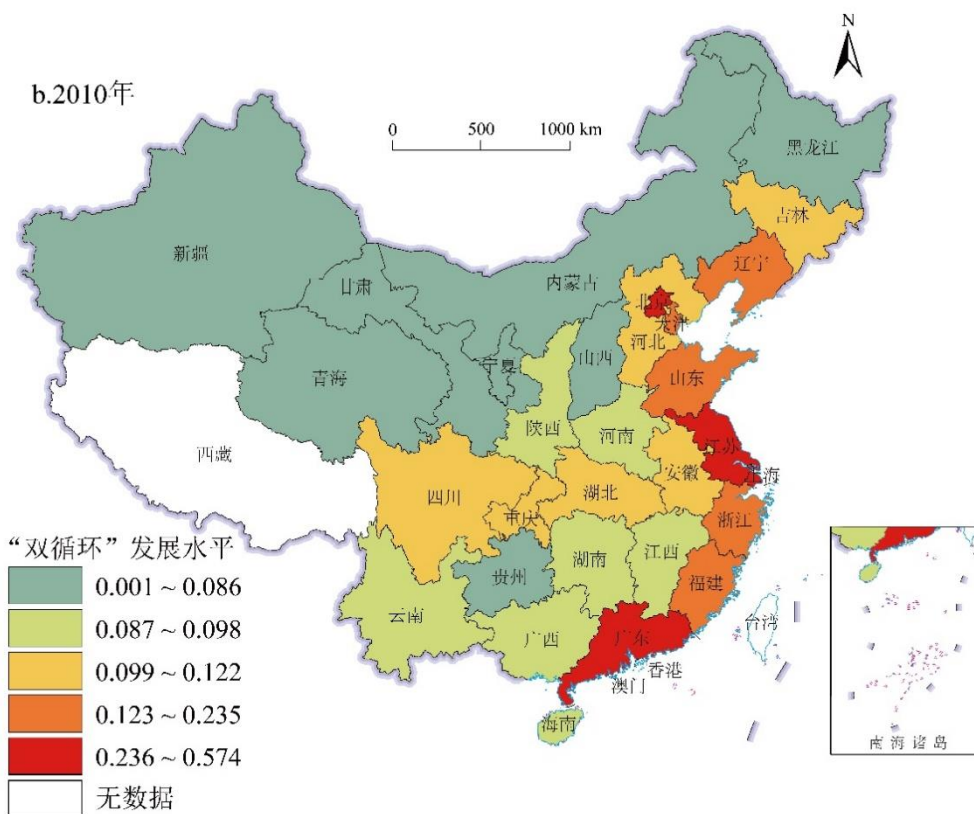 N
b.2010年
0 500 1000 km
黑龙江
吉林
新疆
辽宁
甘肃
内蒙古
北京
天津
宁夏
山西
河北
青海
山东
陕西
河南
江苏
西藏
安徽
上海
四川
湖北
重庆
浙江
“双循环”发展水平
湖南
江西
0.001 ~ 0.086
贵州
福建
0.087 ~ 0.098
云南
台湾
广西
广东
0.099 ~ 0.122
香港
澳门
0.123 ~ 0.235
海南
0.236 ~ 0.574
南海诸岛
无数据